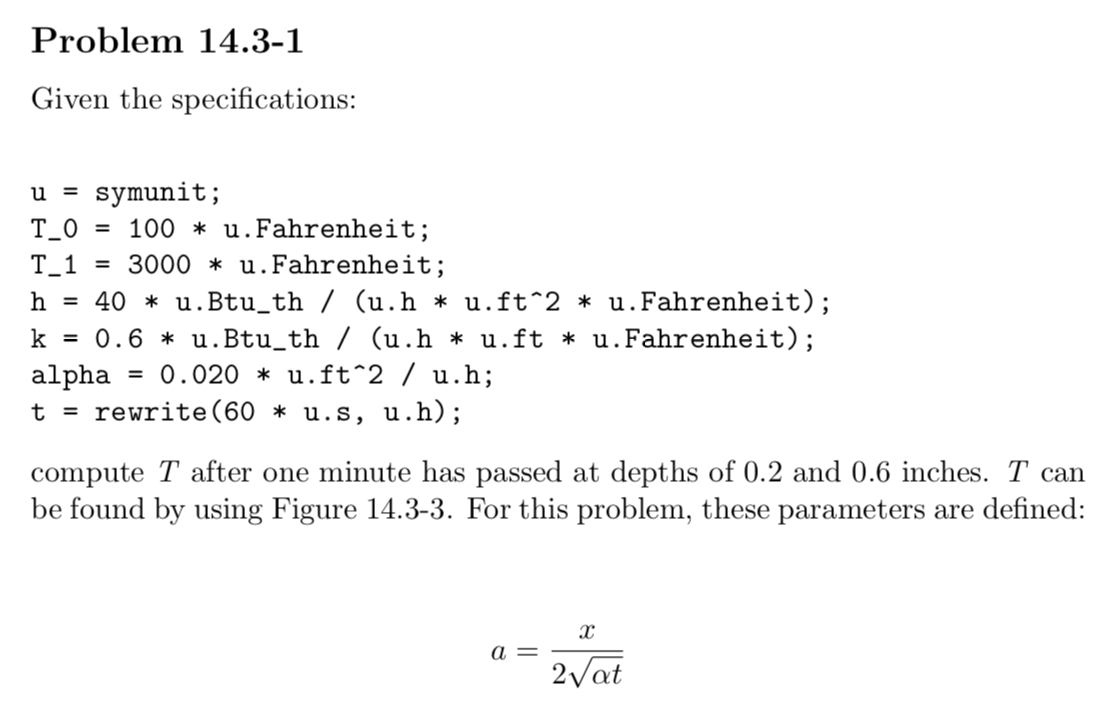 Problem 14.3-1
Given the specifications:
u = symunit;
T_0 = 100 * u.Fahrenheit;
T_1 = 3000 * u.Fahrenheit;
h = 40 * u.Btu_th / (u.h * u.ft^2 * u.Fahrenheit);
k = 0.6 * u.Btu_th / (u.h * u.ft * u.Fahrenheit);
alpha = 0.020 * u.ft^2 / u.h;
t = rewrite(60 * u.s, u.h);
compute T after one minute has passed at depths of 0.2 and 0.6 inches. T can
be found by using Figure 14.3-3. For this problem, these parameters are defined:
a = x / 2√αt